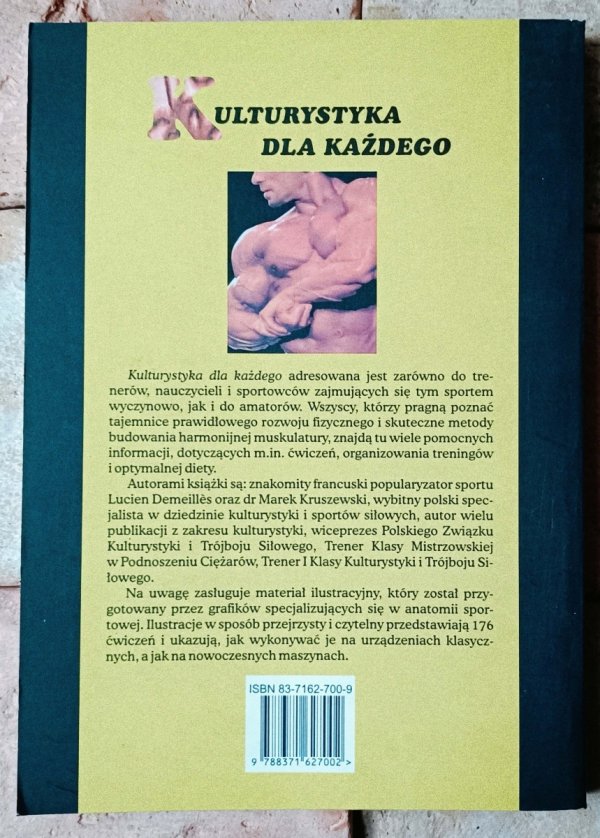 KULTURYSTYKA
DLA KAŻDEGO
Kulturystyka dla każdego adresowana jest zarówno do tre-
nerów, nauczycieli i sportowców zajmujących się tym sportem
wyczynowo, jak i do amatorów. Wszyscy, którzy pragną poznać
tajemnice prawidłowego rozwoju fizycznego i skuteczne metody
budowania harmonijnej muskulatury, znajdą tu wiele pomocnych
informacji, dotyczących m.in. ćwiczeń, organizowania treningów
i optymalnej diety.
Autorami książki są: znakomity francuski popularyzator sportu
Lucien Demeillès oraz dr Marek Kruszewski, wybitny polski spec-
jalista w dziedzinie kulturystyki i sportów siłowych, autor wielu
publikacji z zakresu kulturystyki, wiceprezes Polskiego Związku
Kulturystyki i Trójboju Siłowego, Trener Klasy Mistrzowskiej
w Podnoszeniu Ciężarów, Trener I Klasy Kulturystyki i Trójboju Si-
łowego.
Na uwagę zasługuje materiał ilustracyjny, który został przy-
gotowany przez grafików specjalizujących się w anatomii spor-
towej. Ilustracje w sposób przejrzysty i czytelny przedstawiają 176
ćwiczeń i ukazują, jak wykonywać je na urządzeniach klasycz-
nych, a jak na nowoczesnych maszynach.
ISBN 83-7162-700-9
9 788371 627002 >